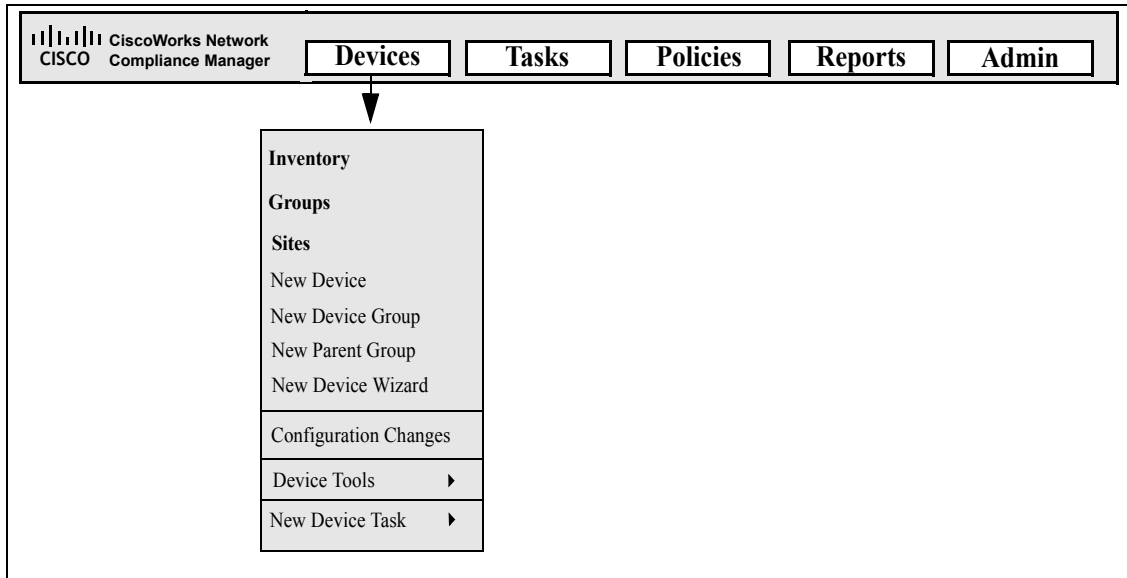 CiscoWorks Network
CISCO Compliance Manager
Devices Tasks Policies Reports Admin
Inventory
Groups
Sites
New Device
New Device Group
New Parent Group
New Device Wizard
Configuration Changes
Device Tools
New Device Task